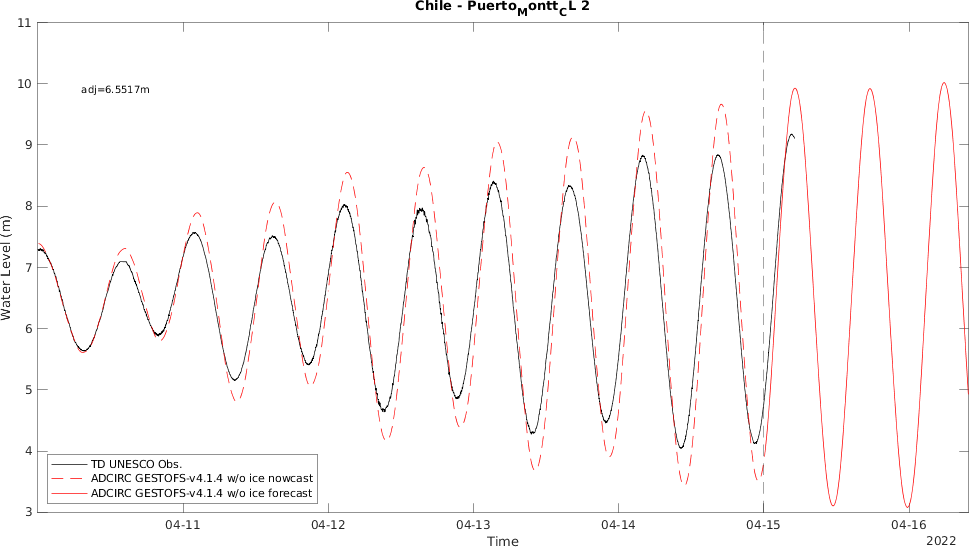 Chile - PuertoMonttCL 2
11
10
9
8
7
6
5
4
3
Water Level (m)
adj=6.5517m
TD UNESCO Obs.
ADCIRC GESTOFS-v4.1.4 w/o ice nowcast
ADCIRC GESTOFS-v4.1.4 w/o ice forecast
04-11
04-12
04-13
04-14
04-15
04-16
Time
2022